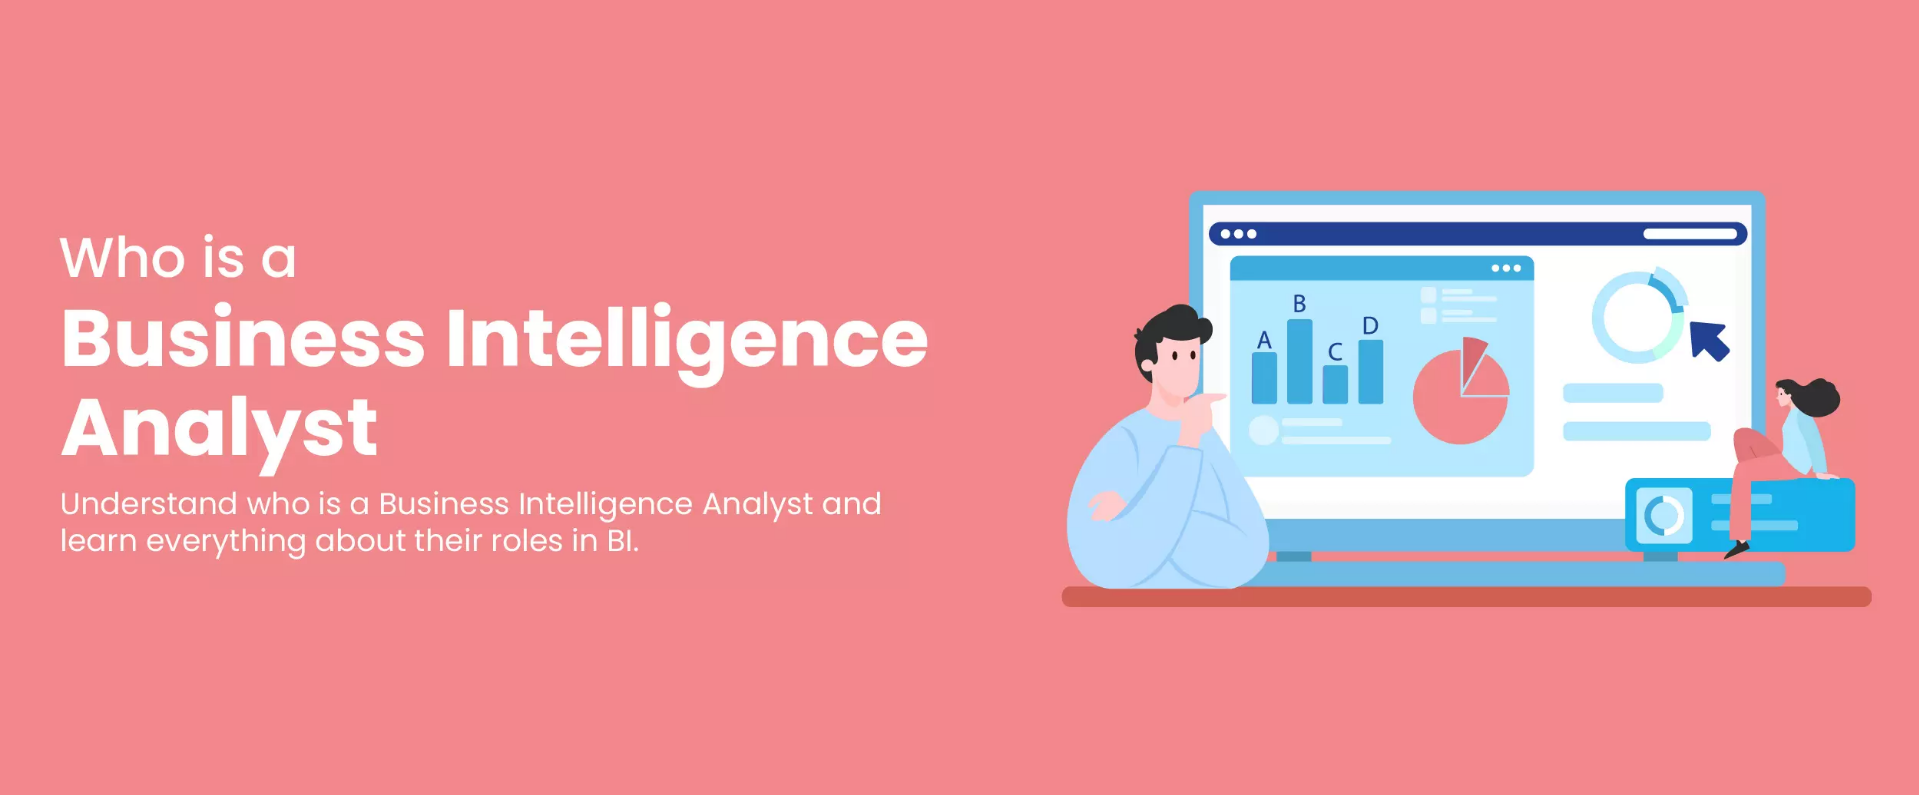 Who is a
Business Intelligence
Analyst
Understand who is a Business Intelligence Analyst and
learn everything about their roles in BI.
A
B
C
D